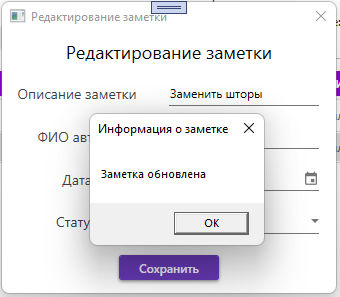 Редактирование заметки
Редактирование заметки
Описание заметки Заменить шторы
Информация о заметке
ФИО авт
Заметка обновлена
Дата
Стату
OK
Сохранить